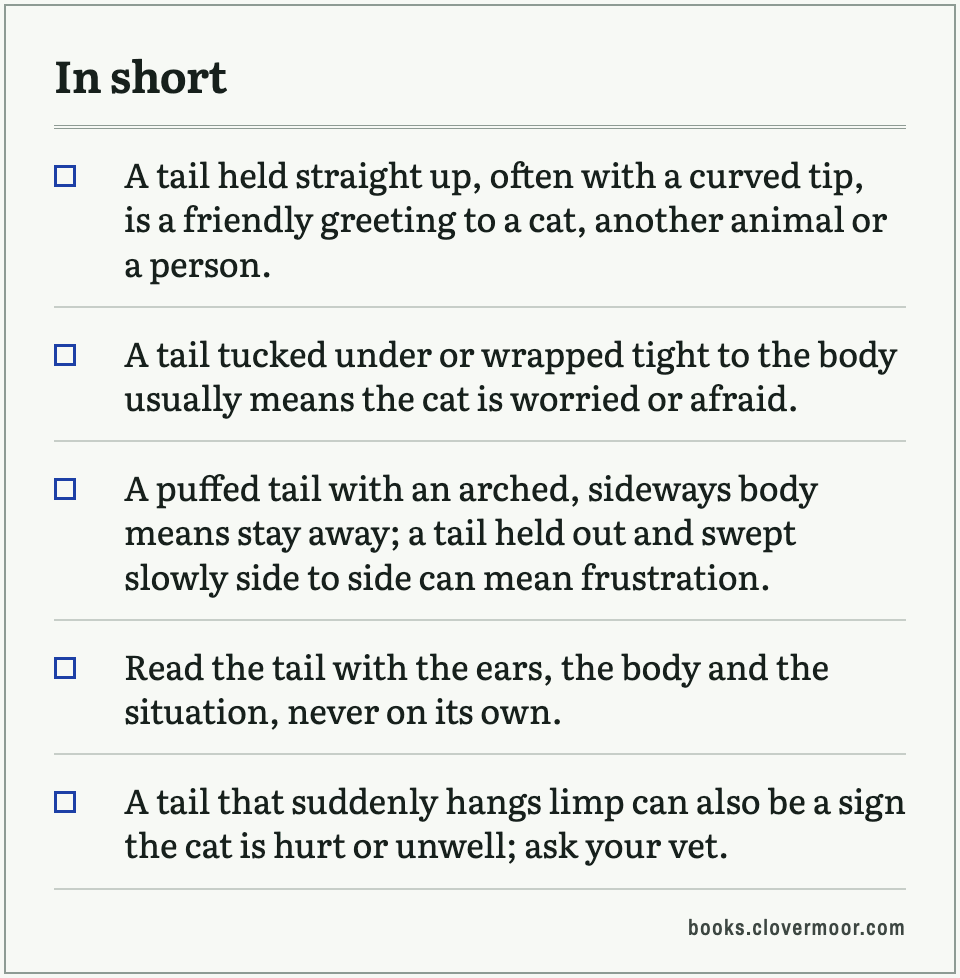 In short
A tail held straight up, often with a curved tip,
is a friendly greeting to a cat, another animal or
a person.
A tail tucked under or wrapped tight to the body
usually means the cat is worried or afraid.
A puffed tail with an arched, sideways body
means stay away; a tail held out and swept
slowly side to side can mean frustration.
Read the tail with the ears, the body and the
situation, never on its own.
A tail that suddenly hangs limp can also be a sign
the cat is hurt or unwell; ask your vet.
books.clovermoor.com